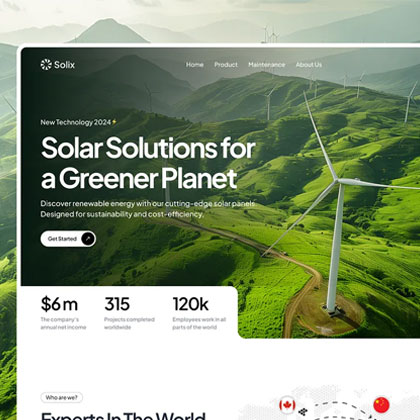 Solix
Home Product Maintenance About Us
New Technology 2024⚡
Solar Solutions for
a Greener Planet
Discover renewable energy with our cutting-edge solar panels.
Designed for sustainability and cost-efficiency.
Get Started
$6m 315 120k
The company's Projects completed Employees work in all
annual net income worldwide parts of the world
Who are we?
Experts In The World